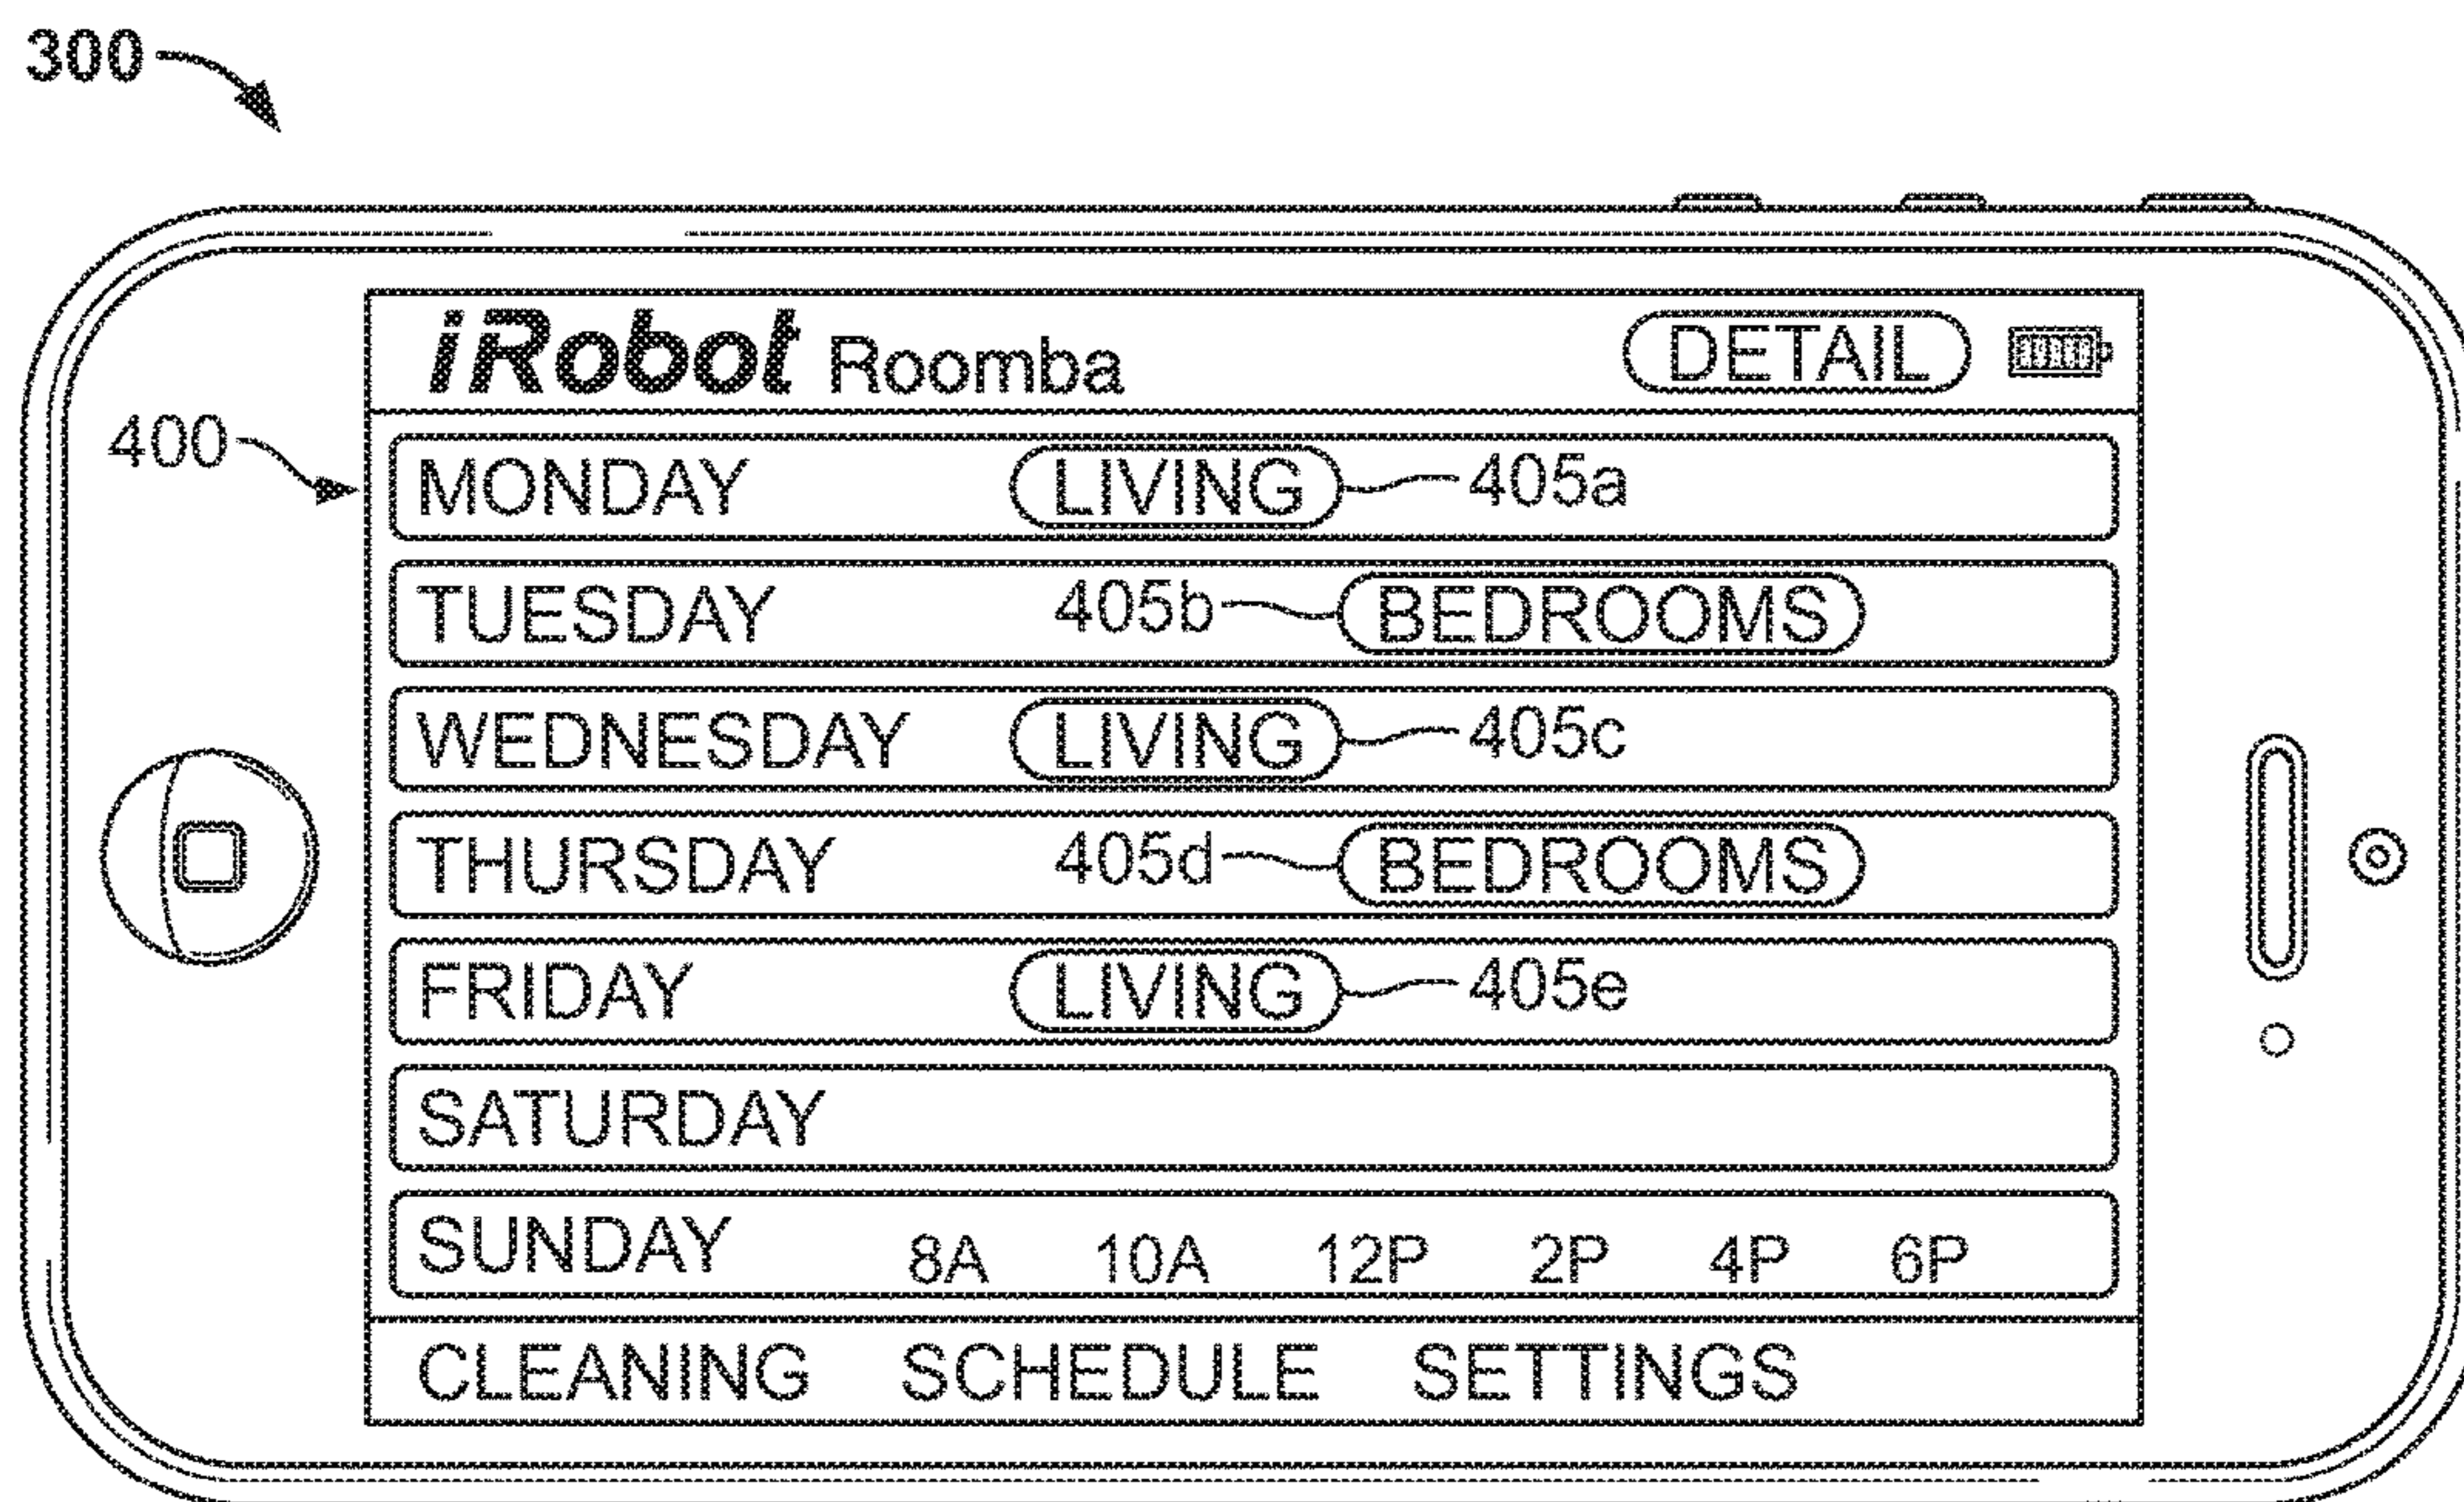 300
iRobot Roomba DETAIL
400
MONDAY LIVING 405a
TUESDAY 405b BEDROOMS
WEDNESDAY LIVING 405c
THURSDAY 405d BEDROOMS
FRIDAY LIVING 405e
SATURDAY
SUNDAY 8A 10A 12P 2P 4P 6P
CLEANING SCHEDULE SETTINGS